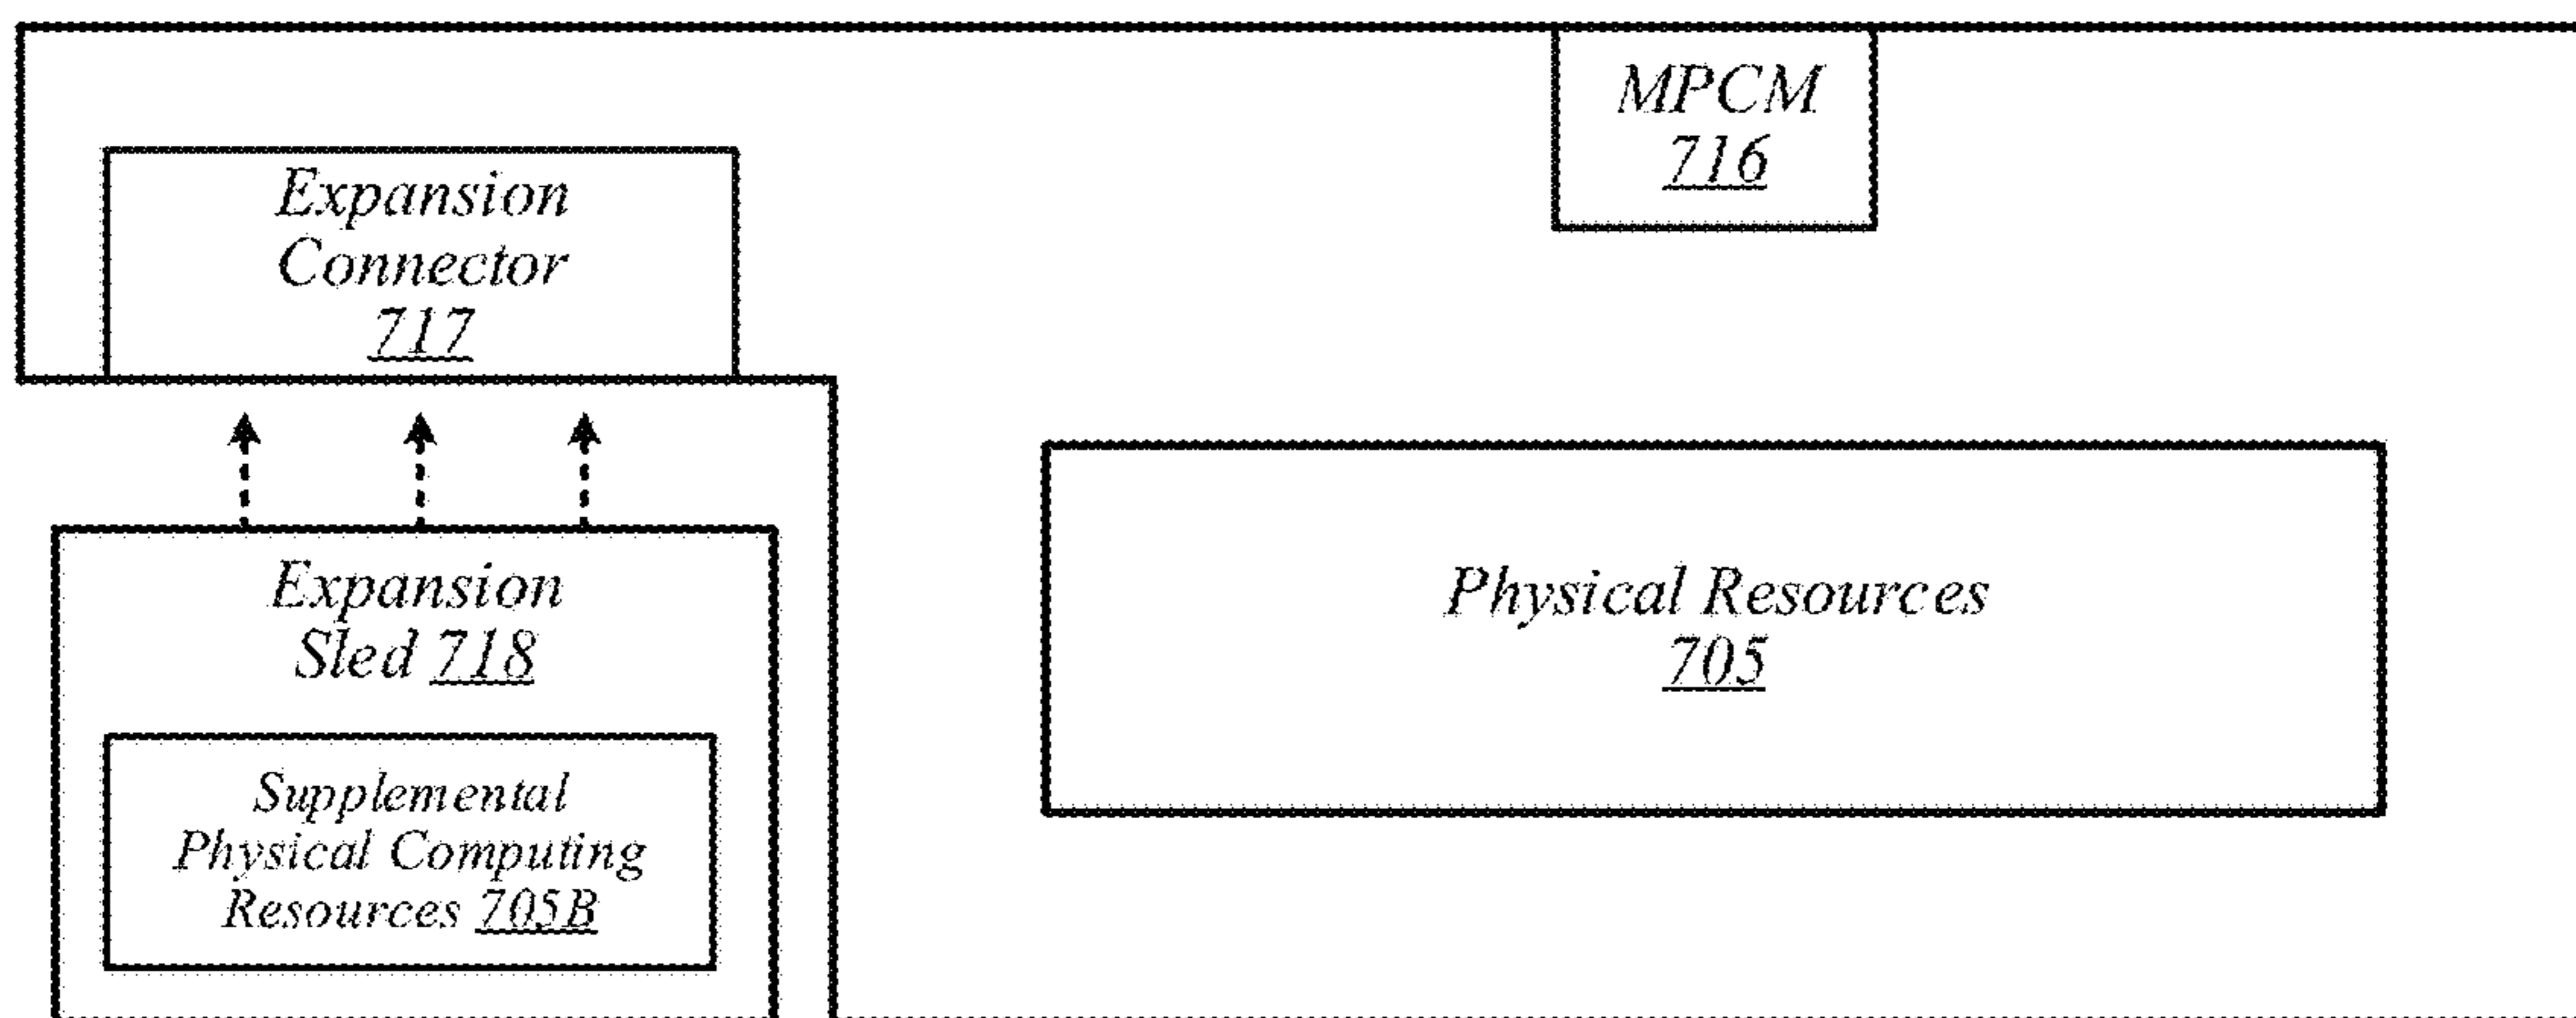 MPCM
716
Expansion
Connector
717
Expansion
Sled 718
Supplemental
Physical Computing
Resources 705B
Physical Resources
705